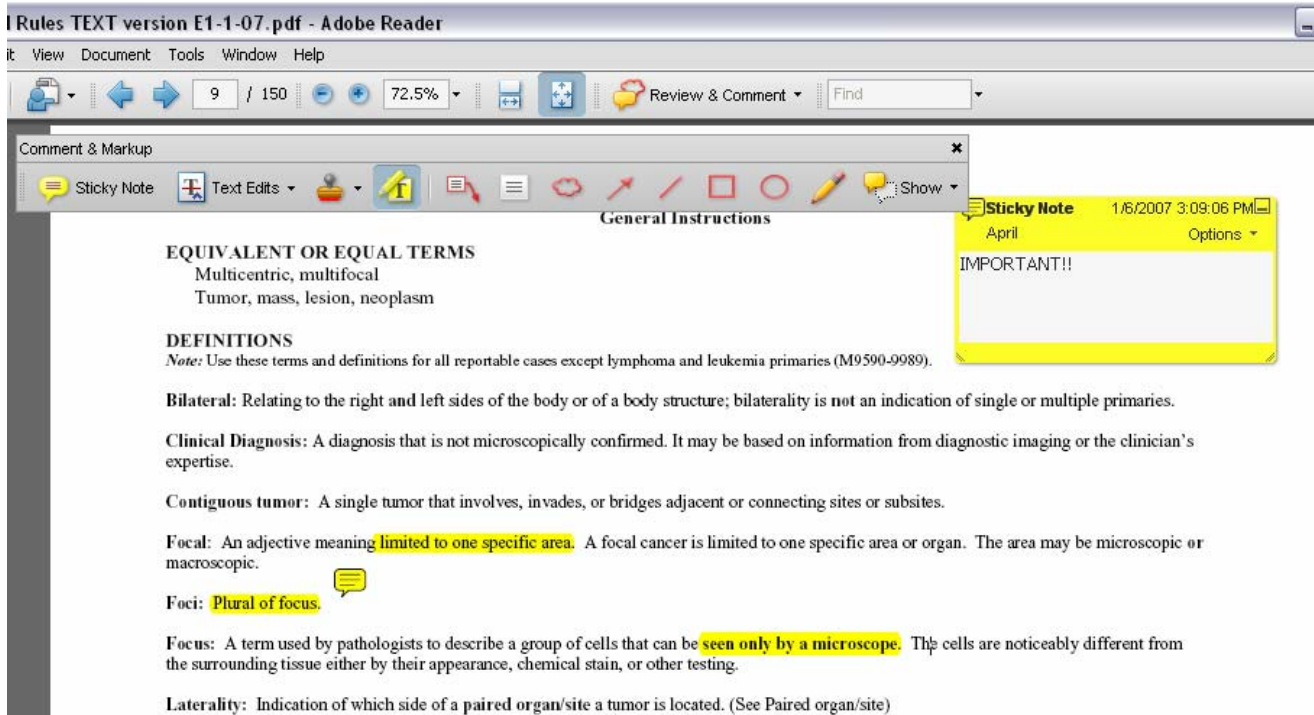 l Rules TEXT version E1-1-07.pdf - Adobe Reader
it View Document Tools Window Help
9 / 150 72.5% Review & Comment Find
Comment & Markup
Sticky Note Text Edits Show
General Instructions
Sticky Note 1/6/2007 3:09:06 PM
April Options
IMPORTANT!!
EQUIVALENT OR EQUAL TERMS
Multicentric, multifocal
Tumor, mass, lesion, neoplasm
DEFINITIONS
Note: Use these terms and definitions for all reportable cases except lymphoma and leukemia primaries (M9590-9989).
Bilateral: Relating to the right and left sides of the body or of a body structure; bilaterality is not an indication of single or multiple primaries.
Clinical Diagnosis: A diagnosis that is not microscopically confirmed. It may be based on information from diagnostic imaging or the clinician's
expertise.
Contiguous tumor: A single tumor that involves, invades, or bridges adjacent or connecting sites or subsites.
Focal: An adjective meaning limited to one specific area. A focal cancer is limited to one specific area or organ. The area may be microscopic or
macroscopic.
Foci: Plural of focus.
Focus: A term used by pathologists to describe a group of cells that can be seen only by a microscope. The cells are noticeably different from
the surrounding tissue either by their appearance, chemical stain, or other testing.
Laterality: Indication of which side of a paired organ/site a tumor is located. (See Paired organ/site)